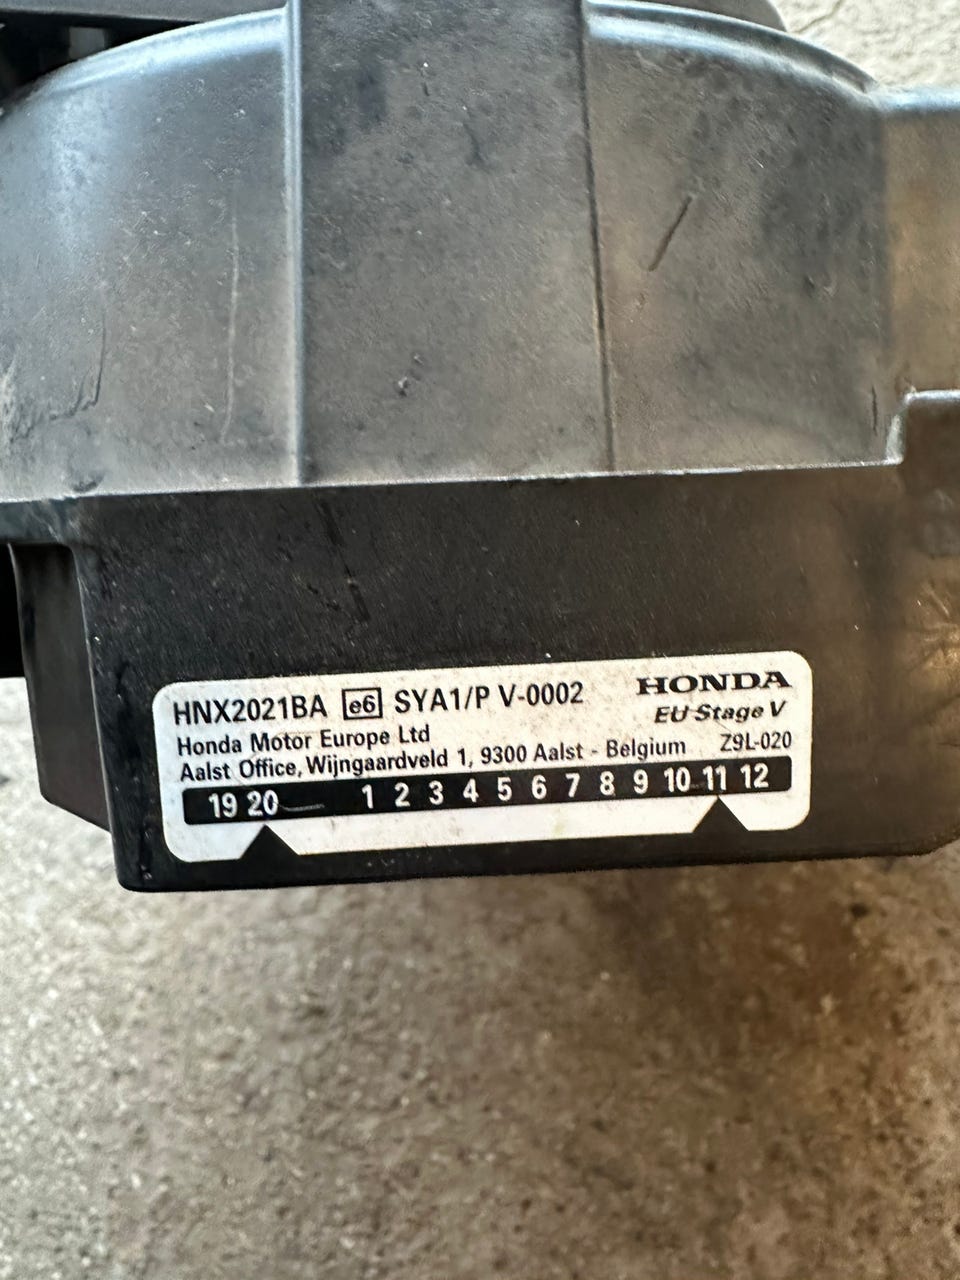 HNX2021BA e6 SYA1/P V-0002 HONDA
EU Stage V
Honda Motor Europe Ltd
Aalst Office, Wijngaardveld 1, 9300 Aalst - Belgium Z9L-020
19 20 1 2 3 4 5 6 7 8 9 10 11 12